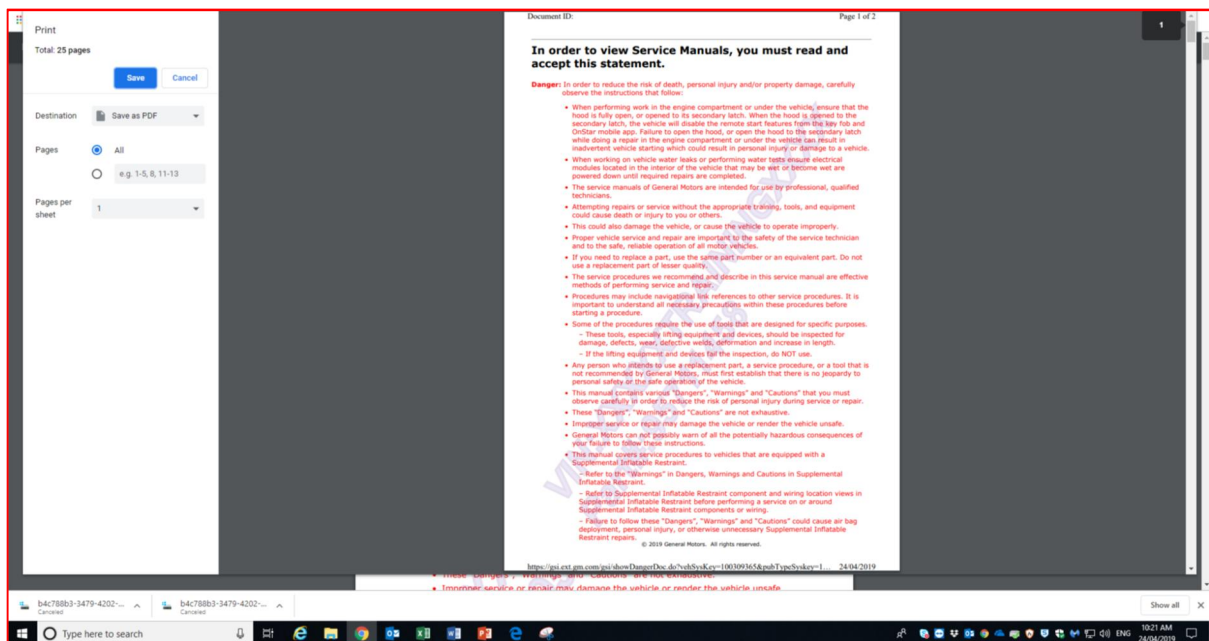 Print
Total: 25 pages
Save
Cancel
Destination
Save as PDF
Pages
All
e.g. 1-5, 8, 11-13
Pages per
sheet
1
Document ID:
Page 1 of 2
1
In order to view Service Manuals, you must read and
accept this statement.
Danger: In order to reduce the risk of death, personal injury and/or property damage, carefully
observe the instructions that follow:
• When performing work in the engine compartment or under the vehicle, ensure that the
hood is fully open, or opened to its secondary latch. When the hood is opened to the
secondary latch, the vehicle will disable the remote start features from the key fob and
OnStar mobile app. Failure to open the hood, or open the hood to the secondary latch
while doing a repair in the engine compartment or under the vehicle can result in
inadvertent vehicle starting which could result in personal injury or damage to a vehicle.
• When working on vehicle water leaks or performing water tests ensure electrical
modules located in the interior of the vehicle that may be wet or become wet are
powered down until required repairs are completed.
• The service manuals of General Motors are intended for use by professional, qualified
technicians.
• Attempting repairs or service without the appropriate training, tools, and equipment
could cause death or injury to you or others.
• This could also damage the vehicle, or cause the vehicle to operate improperly.
• Proper vehicle service and repair are important to the safety of the service technician
and to the safe, reliable operation of all motor vehicles.
• If you need to replace a part, use the same part number or an equivalent part. Do not
use a replacement part of lesser quality.
• The service procedures we recommend and describe in this service manual are effective
methods of performing service and repair.
• Procedures may include navigational link references to other service procedures. It is
important to understand all necessary precautions within these procedures before
starting a procedure.
• Some of the procedures require the use of tools that are designed for specific purposes.
– These tools, especially lifting equipment and devices, should be inspected for
damage, defects, wear, defective welds, deformation and increase in length.
– If the lifting equipment and devices fail the inspection, do NOT use.
• Any person who intends to use a replacement part, a service procedure, or a tool that is
not recommended by General Motors, must first establish that there is no jeopardy to
personal safety or the safe operation of the vehicle.
• This manual contains various "Dangers", "Warnings" and "Cautions" that you must
observe carefully in order to reduce the risk of personal injury during service or repair.
• These "Dangers", "Warnings" and "Cautions" are not exhaustive.
• Improper service or repair may damage the vehicle or render the vehicle unsafe.
• General Motors can not possibly warn of all the potentially hazardous consequences of
your failure to follow these instructions.
• This manual covers service procedures to vehicles that are equipped with a
Supplemental Inflatable Restraint.
– Refer to the "Warnings" in Dangers, Warnings and Cautions in Supplemental
Inflatable Restraint.
– Refer to Supplemental Inflatable Restraint component and wiring location views in
Supplemental Inflatable Restraint before performing a service on or around
Supplemental Inflatable Restraint components or wiring.
– Failure to follow these "Dangers", "Warnings" and "Cautions" could cause air bag
deployment, personal injury, or otherwise unnecessary Supplemental Inflatable
Restraint repairs.
© 2019 General Motors. All rights reserved.
https://gsi.ext.gm.com/gsi/showDangerDoc.do?vehSysKey=100309365&pubTypeSyskey=1... 24/04/2019
• These "Dangers", "Warnings" and "Cautions" are not exhaustive.
• Improper service or repair may damage the vehicle or render the vehicle unsafe.
b4c788b3-3479-4202-...
Canceled
b4c788b3-3479-4202-...
Canceled
Show all
Type here to search
ENG
10:21 AM
24/04/2019